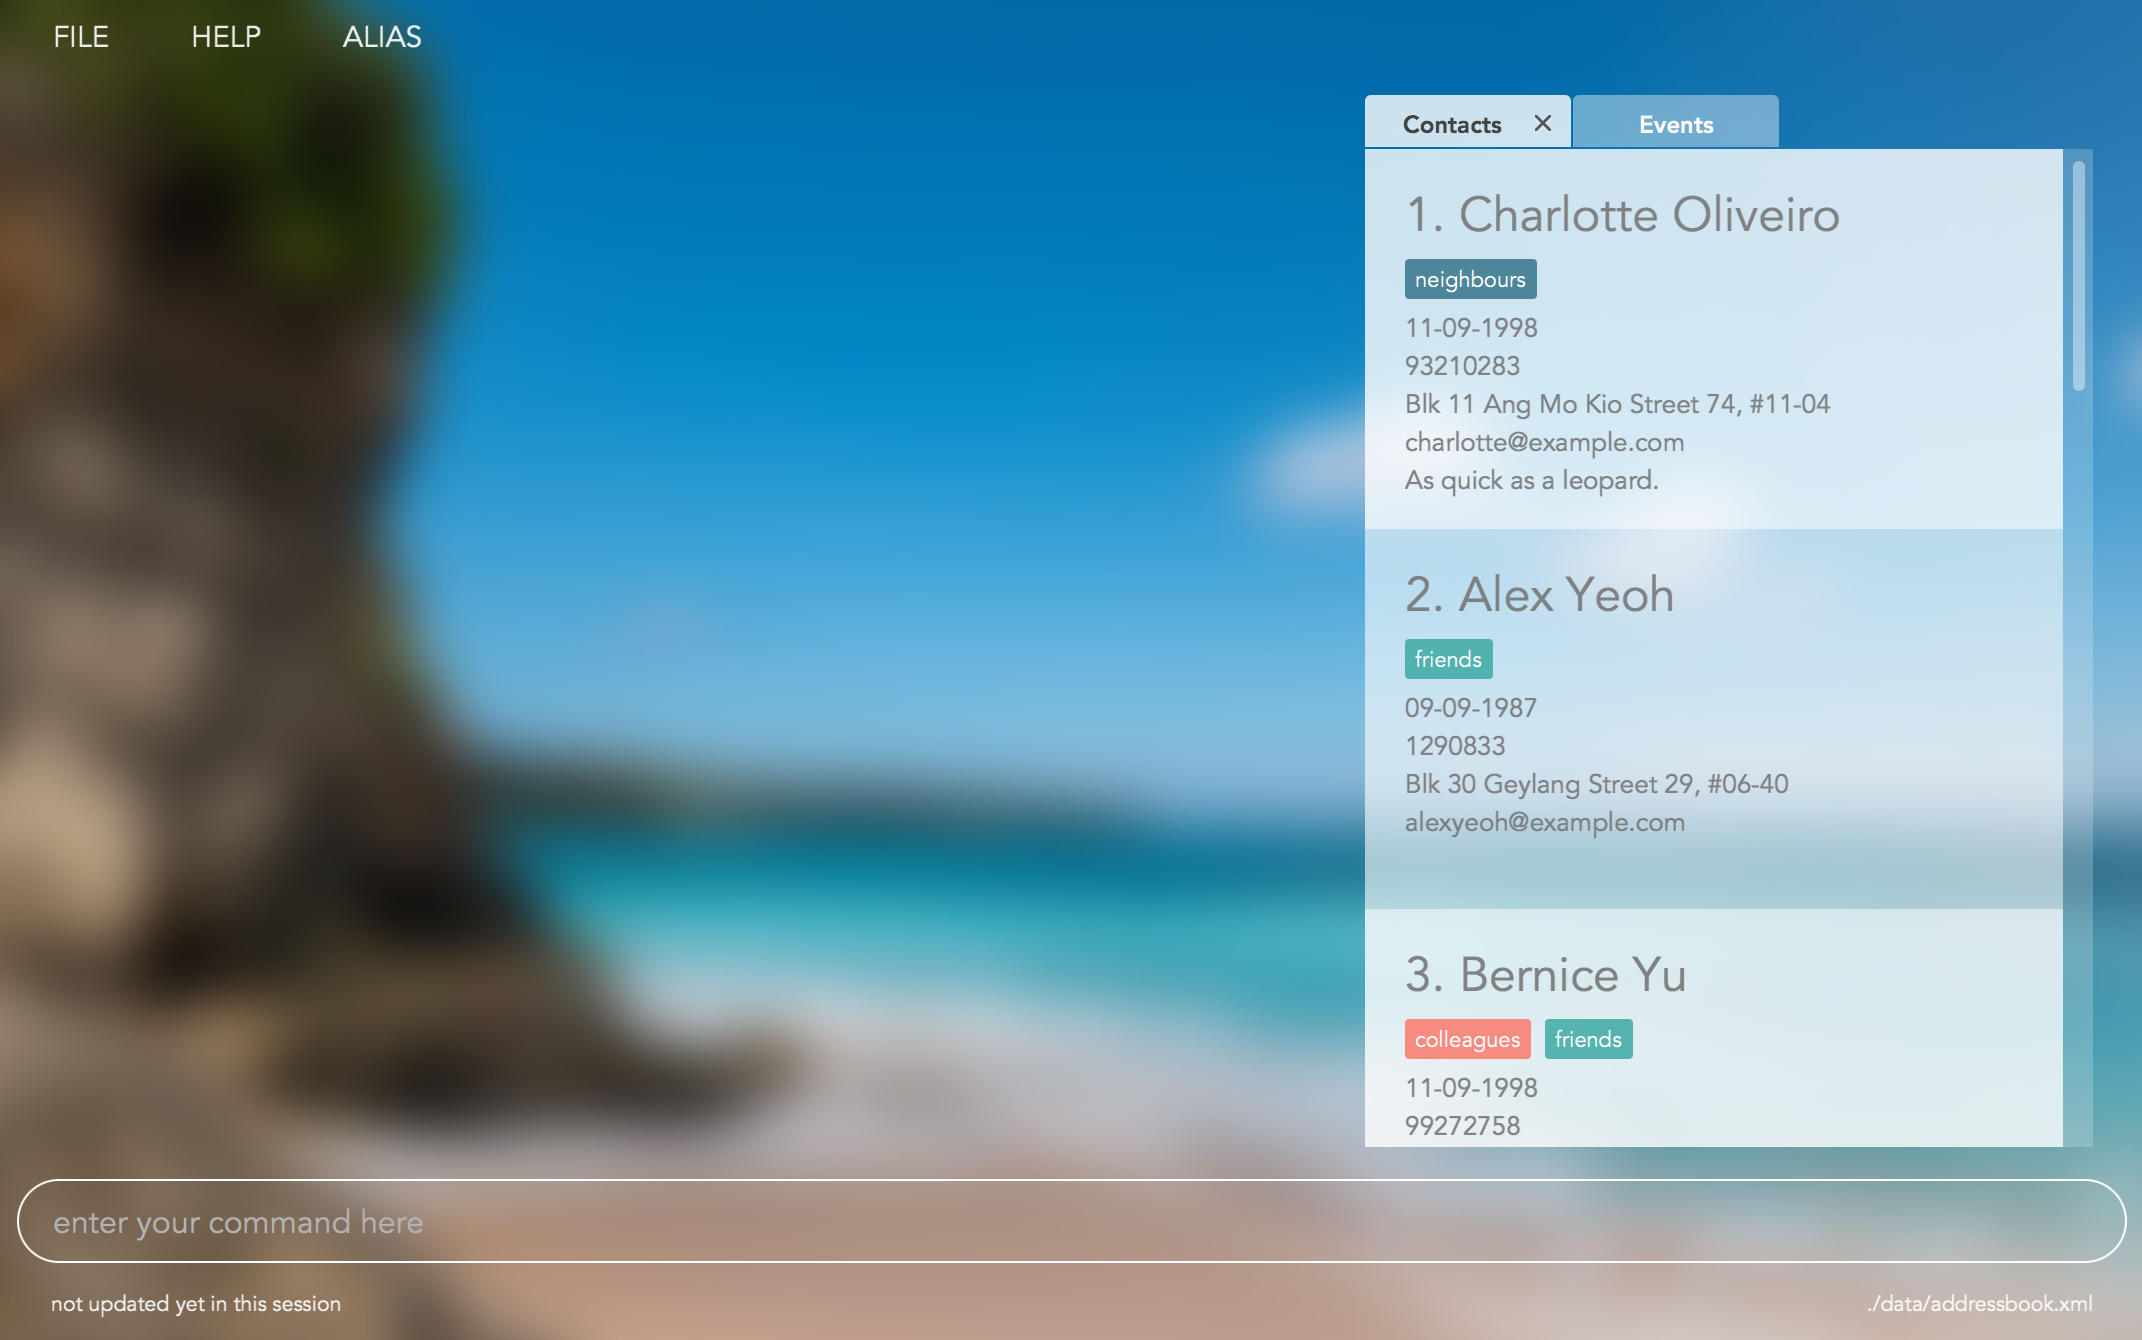 FILE HELP ALIAS
Contacts Events
1. Charlotte Oliveiro
neighbours
11-09-1998
93210283
Blk 11 Ang Mo Kio Street 74, #11-04
charlotte@example.com
As quick as a leopard.
2. Alex Yeoh
friends
09-09-1987
1290833
Blk 30 Geylang Street 29, #06-40
alexyeoh@example.com
3. Bernice Yu
colleagues friends
11-09-1998
99272758
enter your command here
not updated yet in this session
./data/addressbook.xml